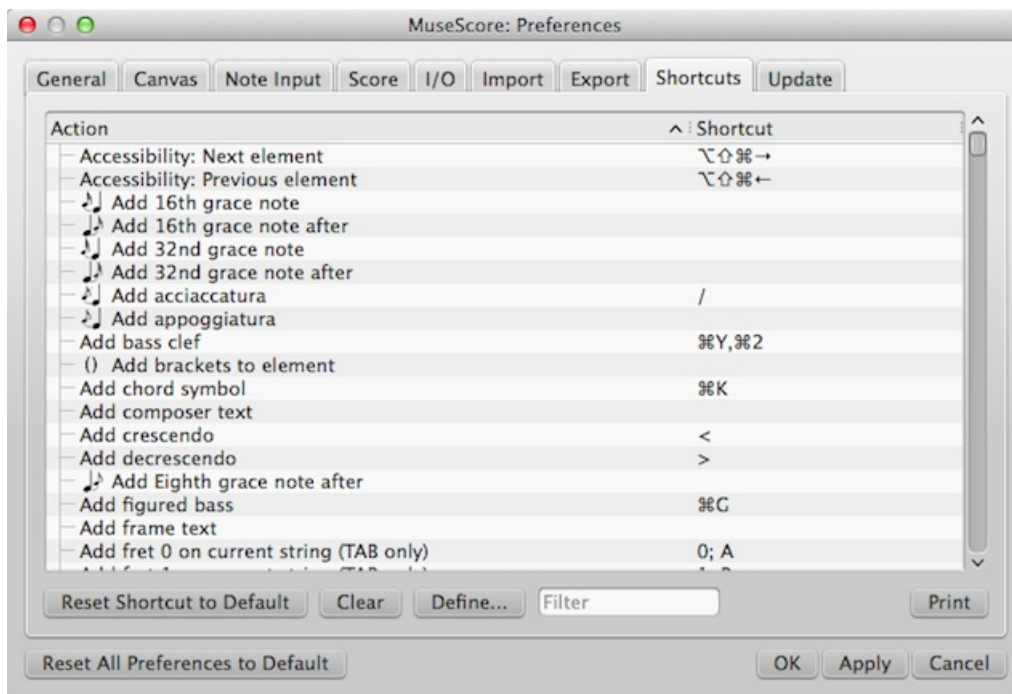 MuseScore: Preferences
General Canvas Note Input Score I/O Import Export Shortcuts Update
Action Shortcut
Accessibility: Next element ⌥⇧⌘→
Accessibility: Previous element ⌥⇧⌘←
Add 16th grace note
Add 16th grace note after
Add 32nd grace note
Add 32nd grace note after
Add acciaccatura /
Add appoggiatura
Add bass clef ⌘Y,⌘2
() Add brackets to element
Add chord symbol ⌘K
Add composer text
Add crescendo <
Add decrescendo >
Add Eighth grace note after
Add figured bass ⌘G
Add frame text
Add fret 0 on current string (TAB only) 0; A
Reset Shortcut to Default Clear Define... Filter Print
Reset All Preferences to Default OK Apply Cancel